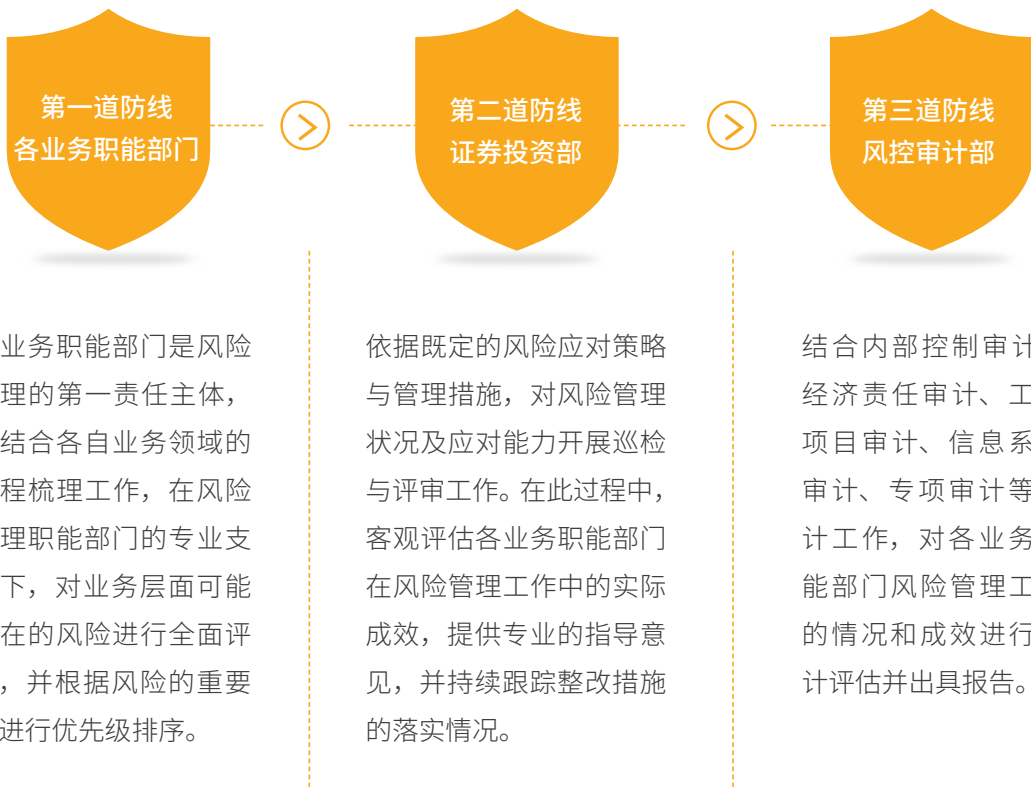 第一道防线
各业务职能部门
第二道防线
证券投资部
第三道防线
风控审计部
业务职能部门是风险
理的第一责任主体，
结合各自业务领域的
程梳理工作，在风险
理职能部门的专业支
下，对业务层面可能
在的风险进行全面评
，并根据风险的重要
进行优先级排序。
依据既定的风险应对策略
与管理措施，对风险管理
状况及应对能力开展巡检
与评审工作。在此过程中，
客观评估各业务职能部门
在风险管理工作中的实际
成效，提供专业的指导意
见，并持续跟踪整改措施
的落实情况。
结合内部控制审计
经济责任审计、工
项目审计、信息系
审计、专项审计等
计工作，对各业务
能部门风险管理工
的情况和成效进行
计评估并出具报告。